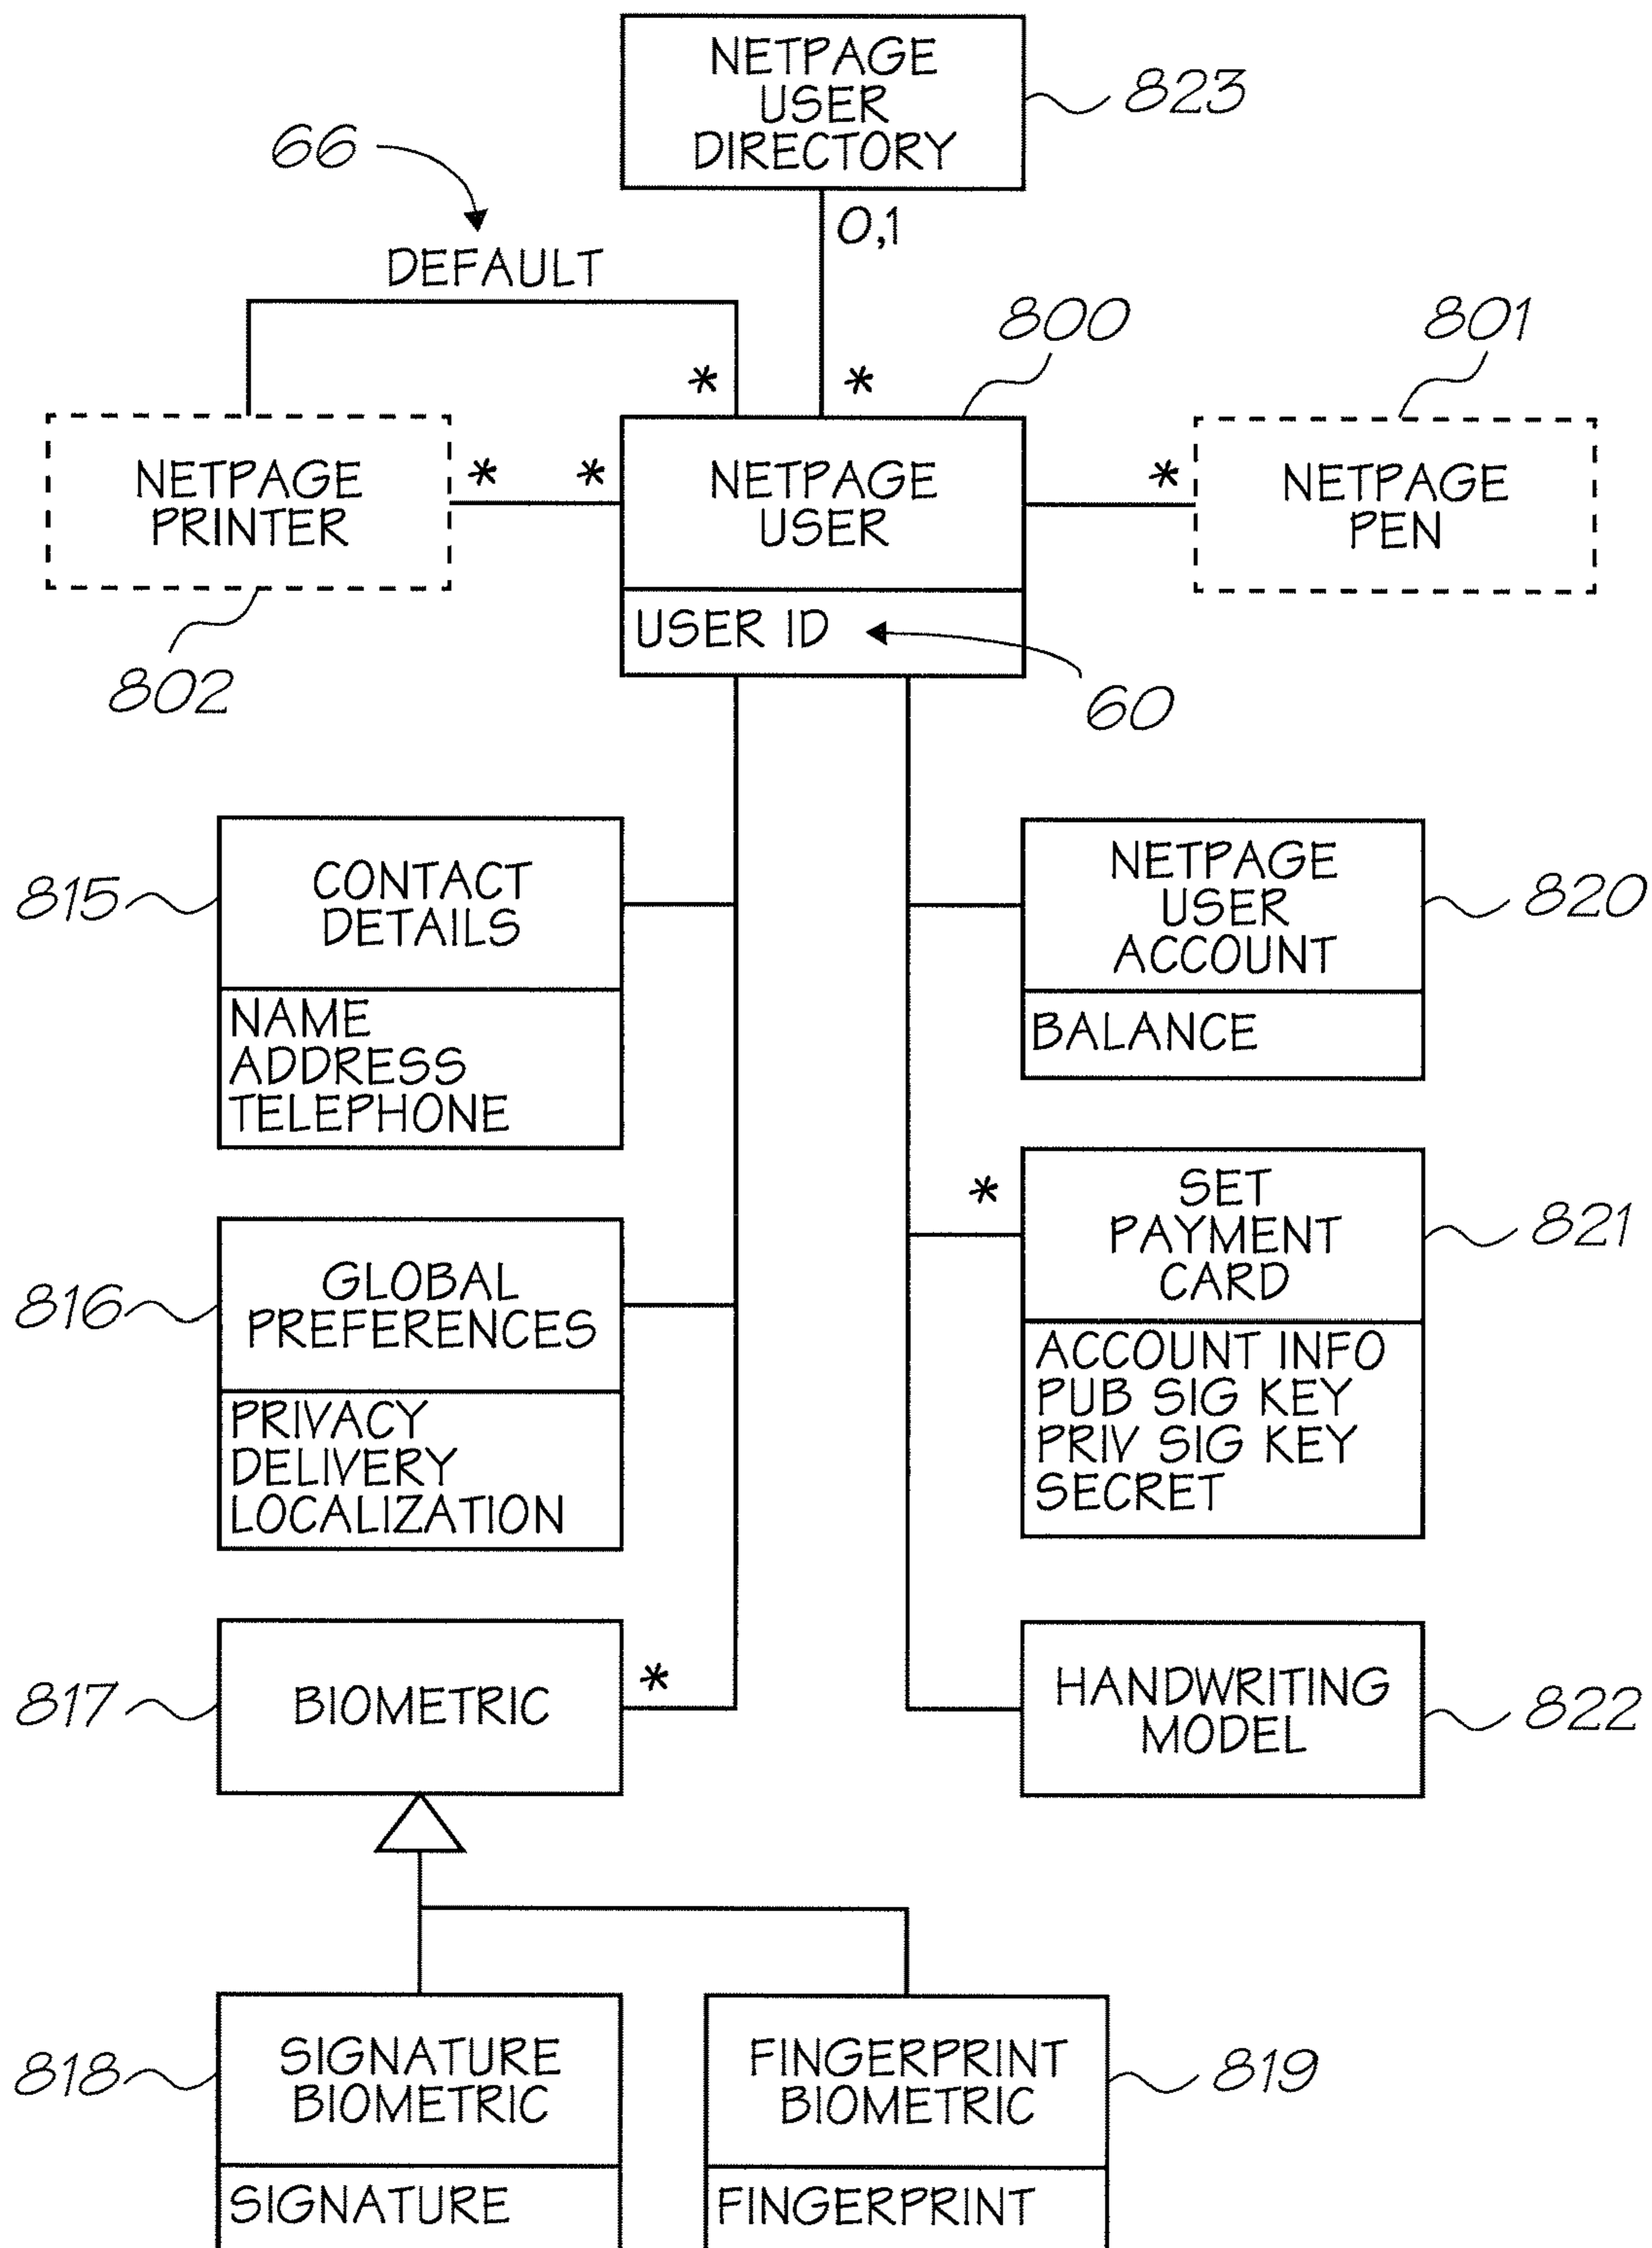 NETPAGE
USER
DIRECTORY
823
66
0,1
DEFAULT
800
801
*
*
NETPAGE
PRINTER
*
*
NETPAGE
USER
*
NETPAGE
PEN
USER ID
802
60
815
CONTACT
DETAILS
NAME
ADDRESS
TELEPHONE
NETPAGE
USER
ACCOUNT
820
BALANCE
816
GLOBAL
PREFERENCES
PRIVACY
DELIVERY
LOCALIZATION
*
SET
PAYMENT
CARD
821
ACCOUNT INFO
PUB SIG KEY
PRIV SIG KEY
SECRET
817
BIOMETRIC
*
HANDWRITING
MODEL
822
818
SIGNATURE
BIOMETRIC
SIGNATURE
FINGERPRINT
BIOMETRIC
819
FINGERPRINT